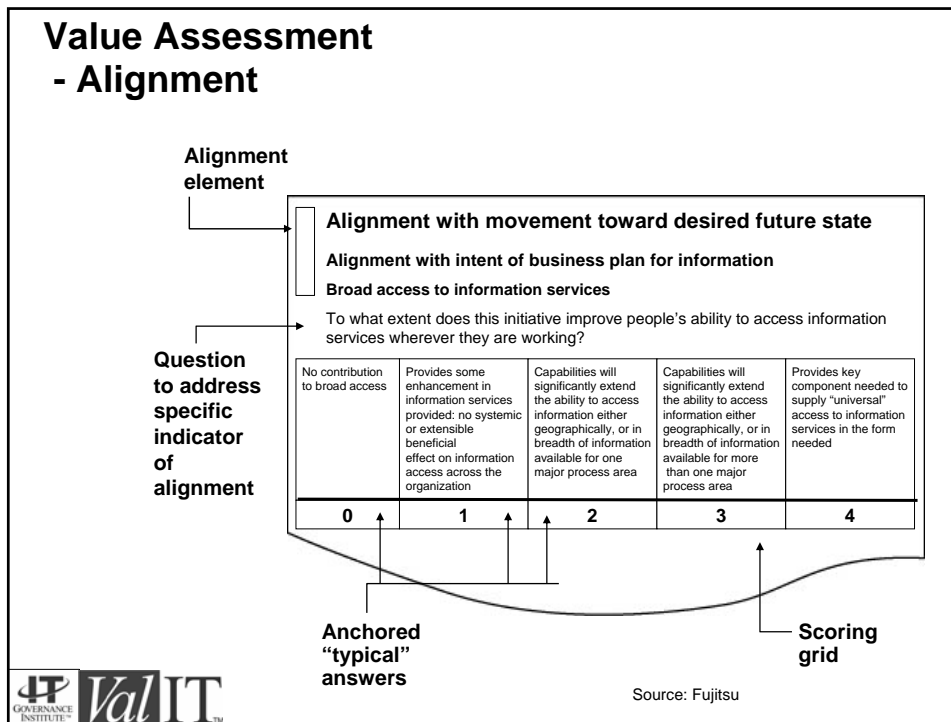 Value Assessment
- Alignment
Alignment
element
Alignment with movement toward desired future state
Alignment with intent of business plan for information
Broad access to information services
To what extent does this initiative improve people's ability to access information
services wherever they are working?
Question
to address
specific
indicator
of
alignment
No contribution
to broad access
Provides some
enhancement in
information services
provided: no systemic
or extensible
beneficial
effect on information
access across the
organization
Capabilities will
significantly extend
the ability to access
information either
geographically, or in
breadth of information
available for one
major process area
Capabilities will
significantly extend
the ability to access
information either
geographically, or in
breadth of information
available for more
than one major
process area
Provides key
component needed to
supply “universal”
access to information
services in the form
needed
0 1 2 3 4
Anchored
“typical”
answers
Scoring
grid
Source: Fujitsu
IT
GOVERNANCE
INSTITUTE™
Val IT™